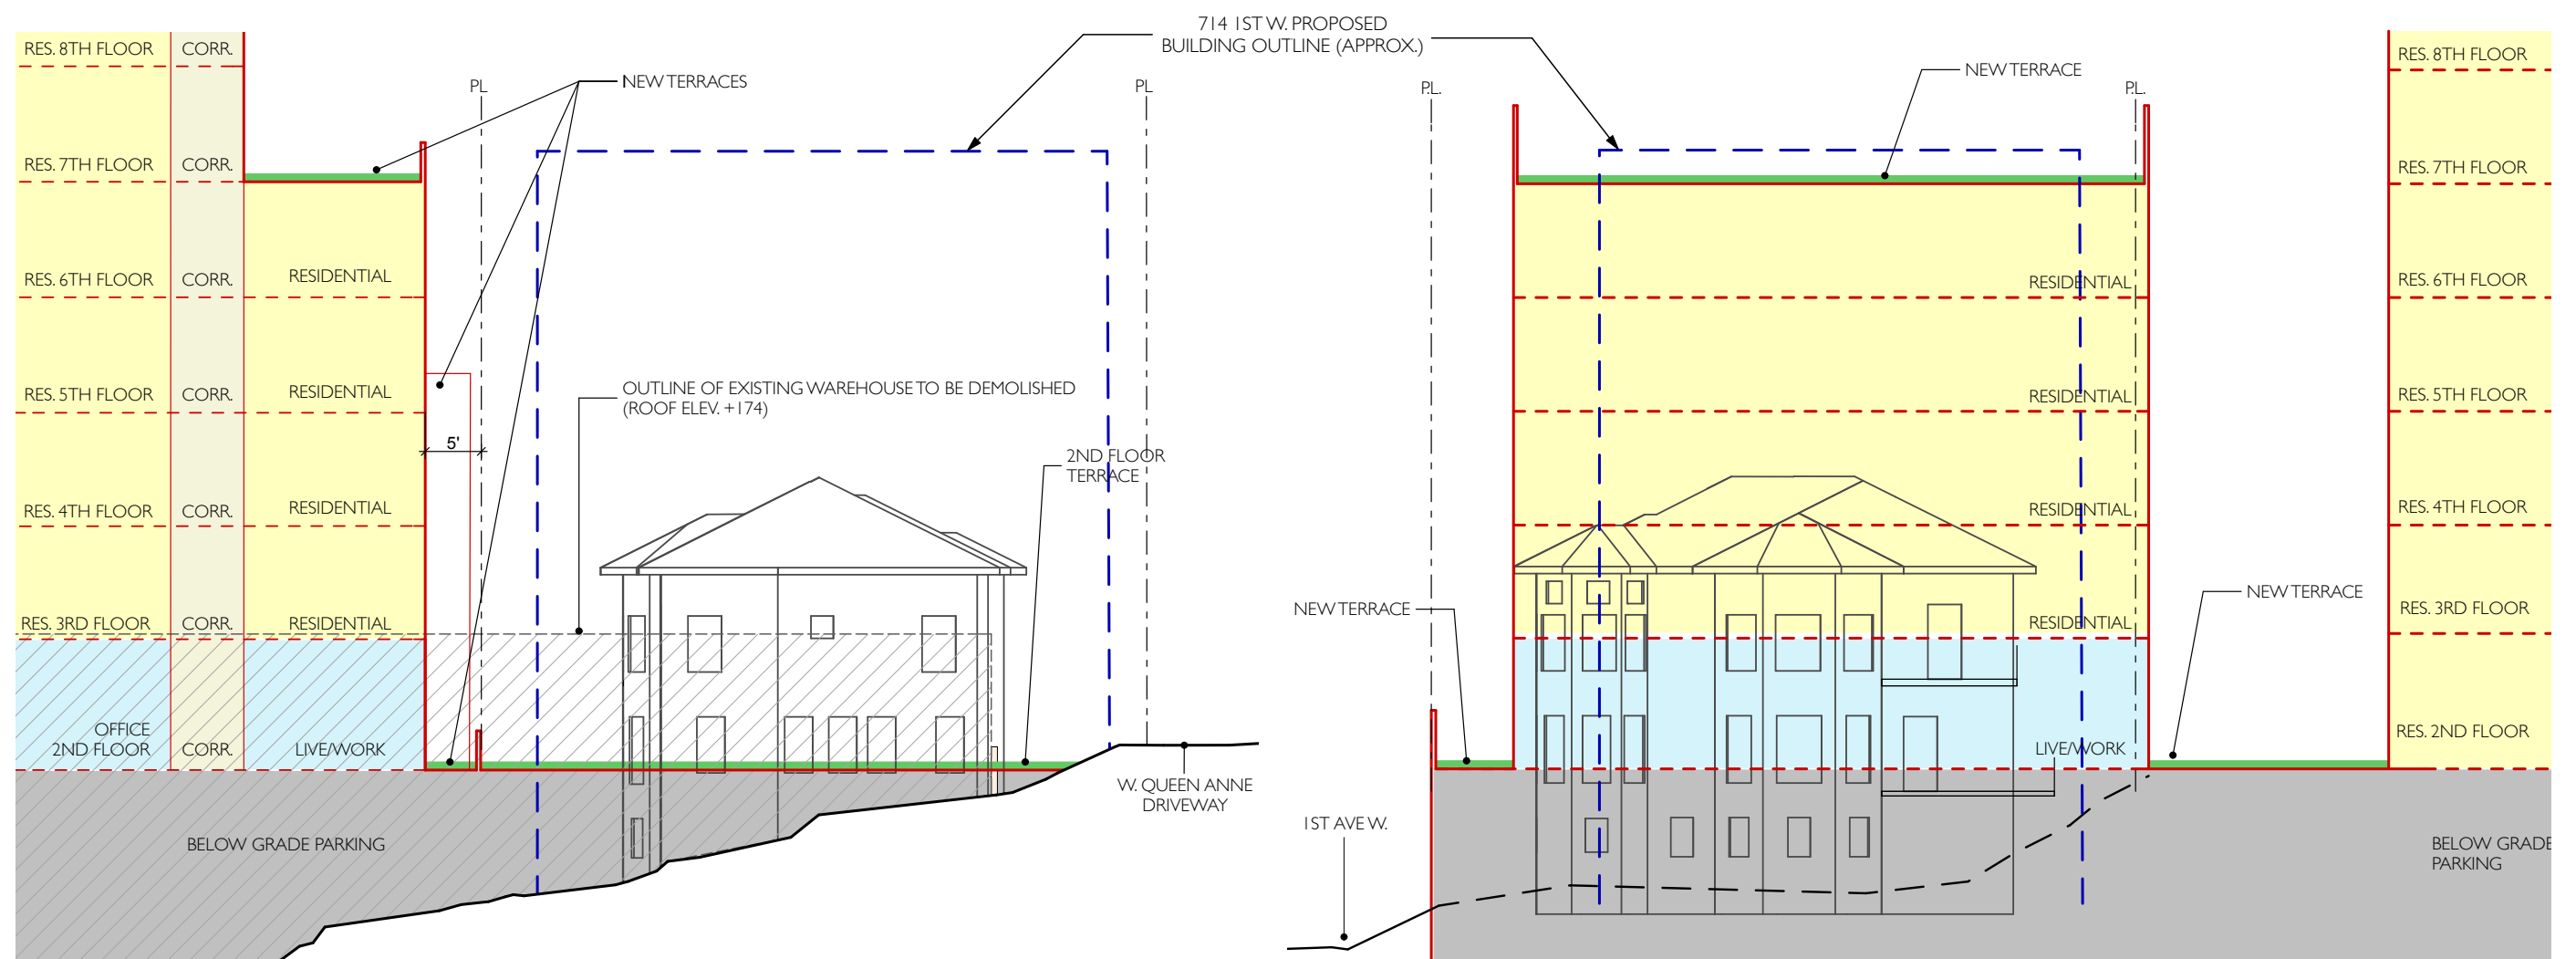 714 1ST W. PROPOSED
BUILDING OUTLINE (APPROX.)
RES. 8TH FLOOR
CORR.
NEW TERRACES
PL
PL
RES. 7TH FLOOR
CORR.
RES. 6TH FLOOR
CORR.
RESIDENTIAL
RES. 5TH FLOOR
CORR.
RESIDENTIAL
OUTLINE OF EXISTING WAREHOUSE TO BE DEMOLISHED
(ROOF ELEV. +174)
5'
2ND FLOOR
TERRACE
RES. 4TH FLOOR
CORR.
RESIDENTIAL
RES. 3RD FLOOR
CORR.
RESIDENTIAL
OFFICE
2ND FLOOR
CORR.
LIVE/WORK
W. QUEEN ANNE
DRIVEWAY
BELOW GRADE PARKING
P.L.
NEW TERRACE
P.L.
RES. 8TH FLOOR
RES. 7TH FLOOR
RESIDENTIAL
RES. 6TH FLOOR
RESIDENTIAL
RES. 5TH FLOOR
RESIDENTIAL
RES. 4TH FLOOR
NEW TERRACE
NEW TERRACE
RESIDENTIAL
RES. 3RD FLOOR
LIVE/WORK
RES. 2ND FLOOR
1ST AVE W.
BELOW GRADE
PARKING